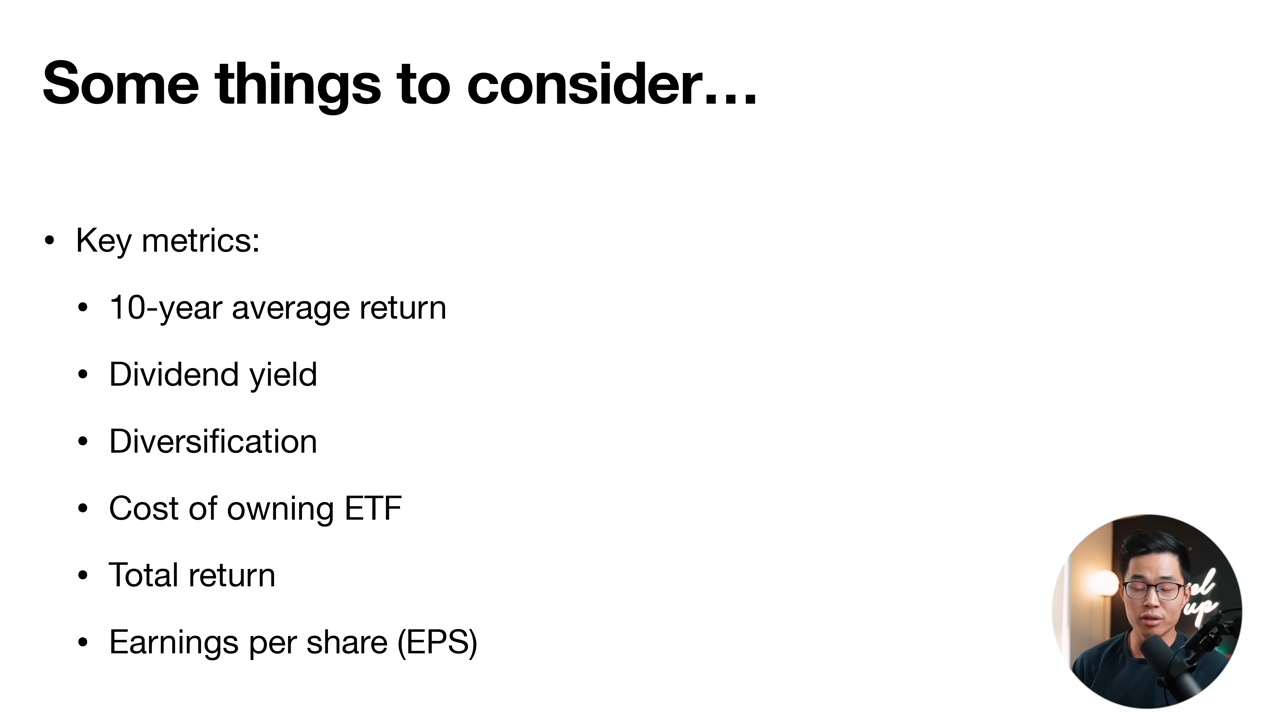 Some things to consider…
• Key metrics:
• 10-year average return
• Dividend yield
• Diversification
• Cost of owning ETF
• Total return
• Earnings per share (EPS)
up